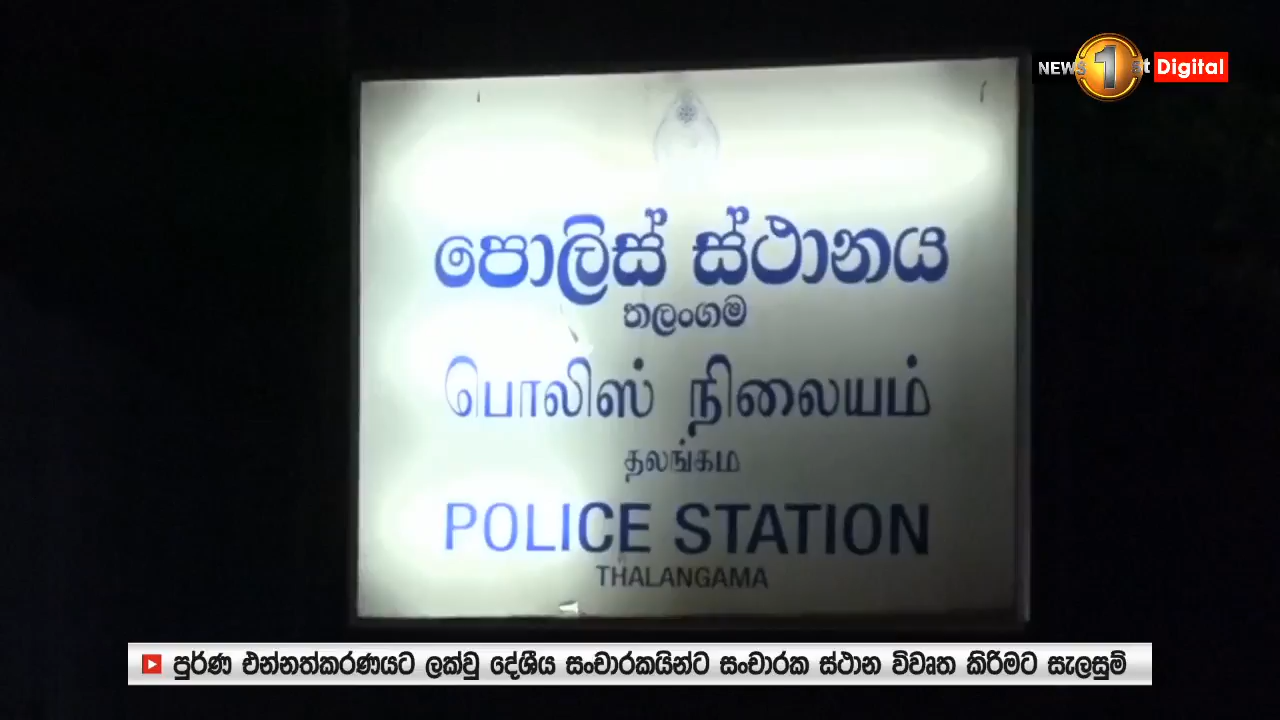 NEWS 1st Digital
පොලිස් ස්ථානය
තලංගම
பொலிஸ் நிலையம்
தலங்கம
POLICE STATION
THALANGAMA
පූර්ණ එන්නත්කරණයට ලක්වූ දේශීය සංචාරකයින්ට සංචාරක ස්ථාන විවෘත කිරීමට සැලසුම්